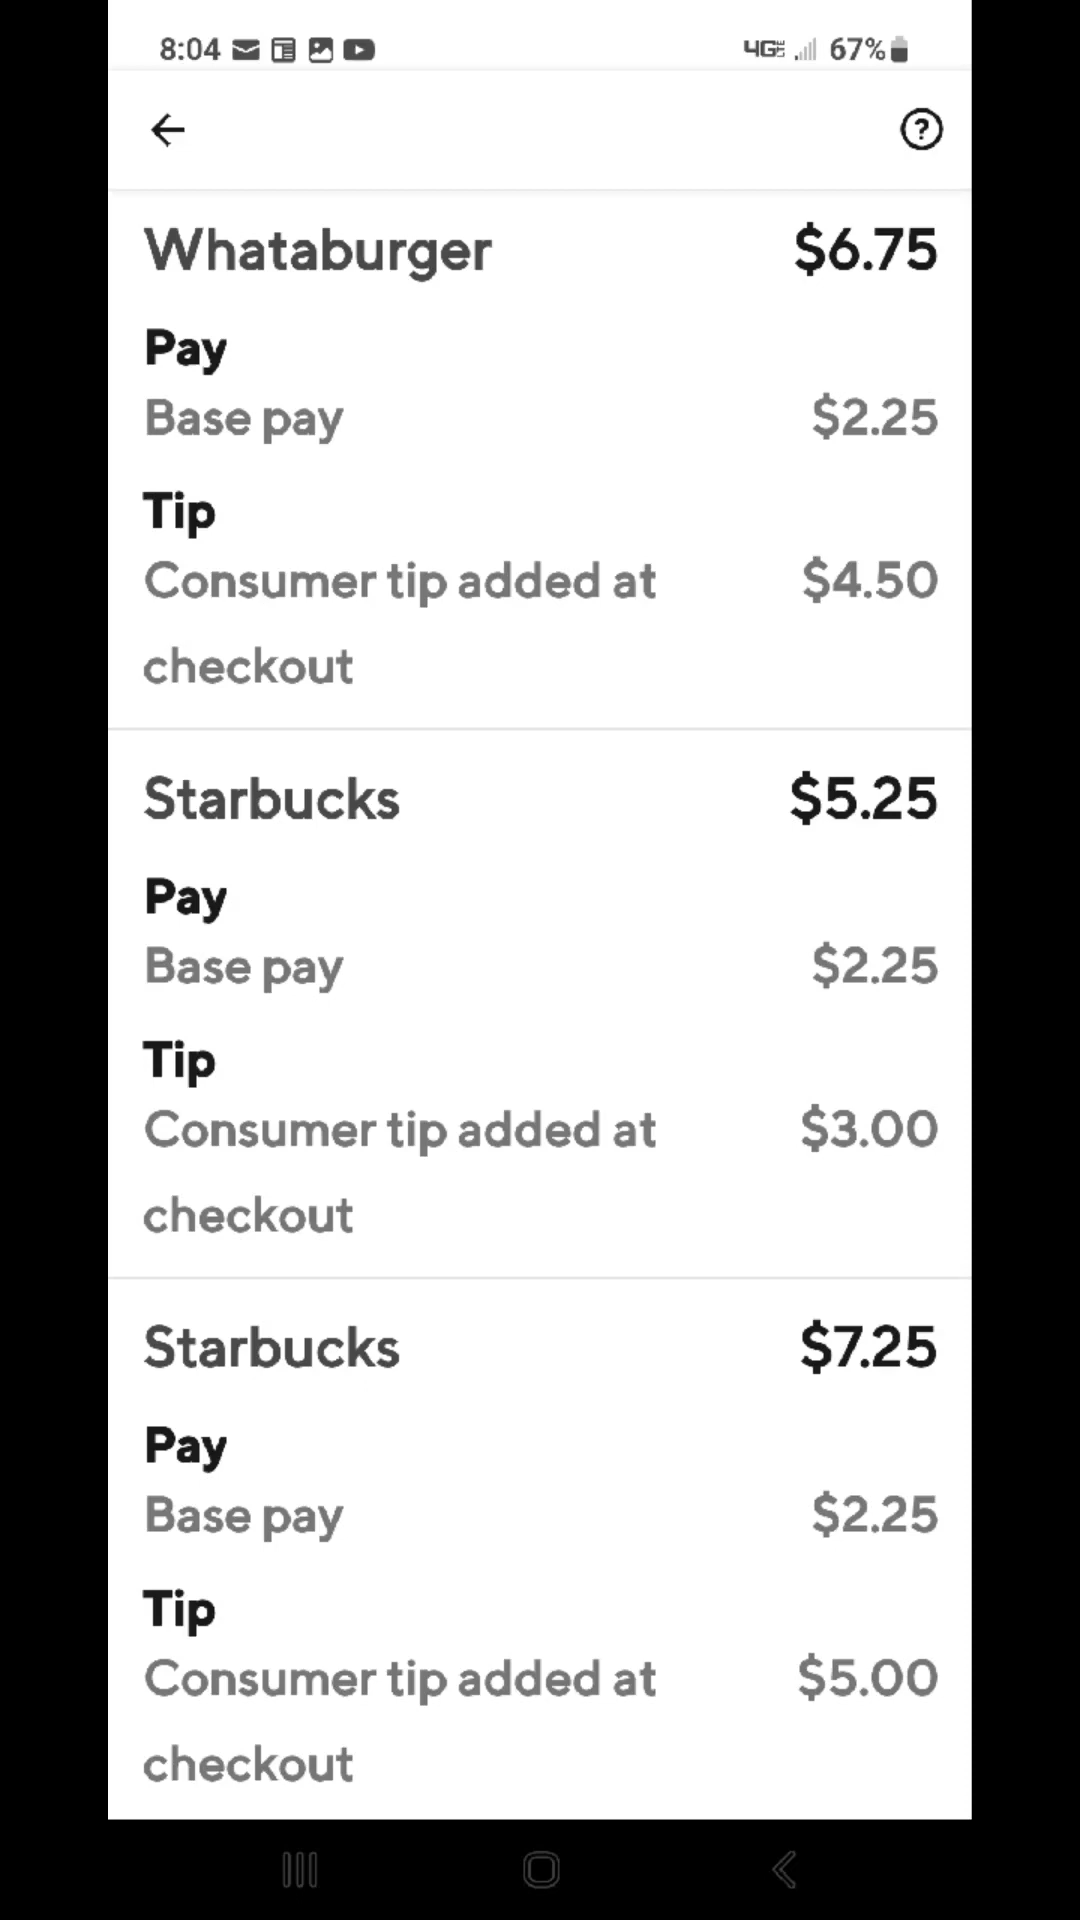 8:04 4G LTE 67%
Whataburger $6.75
Pay
Base pay $2.25
Tip
Consumer tip added at $4.50
checkout
Starbucks $5.25
Pay
Base pay $2.25
Tip
Consumer tip added at $3.00
checkout
Starbucks $7.25
Pay
Base pay $2.25
Tip
Consumer tip added at $5.00
checkout